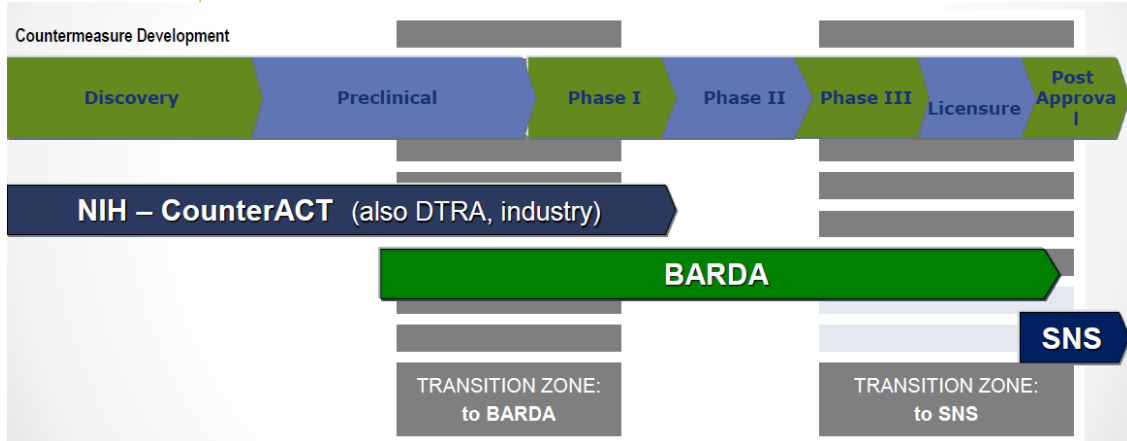 Countermeasure Development
Discovery
Preclinical
Phase I
Phase II
Phase III
Licensure
Post
Approva
l
NIH – CounterACT (also DTRA, industry)
BARDA
SNS
TRANSITION ZONE:
to BARDA
TRANSITION ZONE:
to SNS